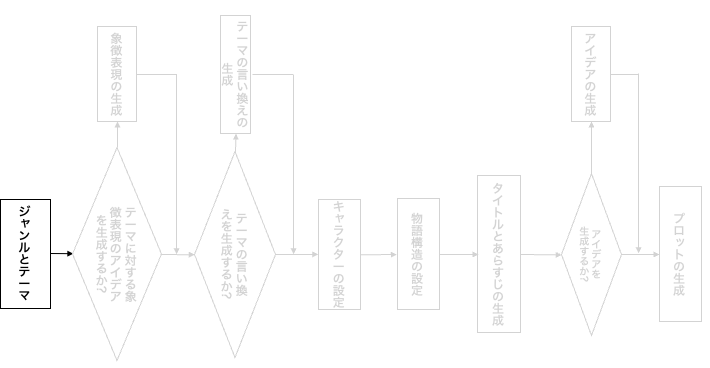 ジャンルとテーマ
象徴表現の生成
テーマに対する象
徴表現のアイデア
を生成するか?
テーマの言い換えの
生成
テーマの言い換
えを生成するか?
キャラクターの設定
物語構造の設定
タイトルとあらすじの生成
アイデアの生成
アイデアを
生成するか?
プロットの生成